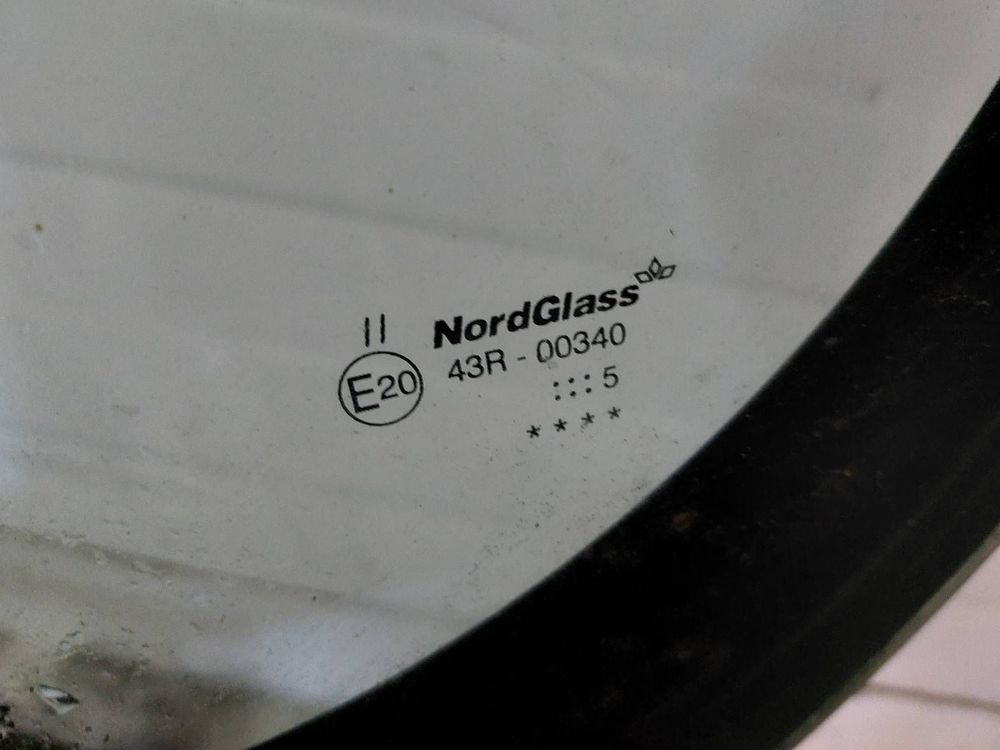 II NordGlass
E20 43R - 00340
:::5
* * * *